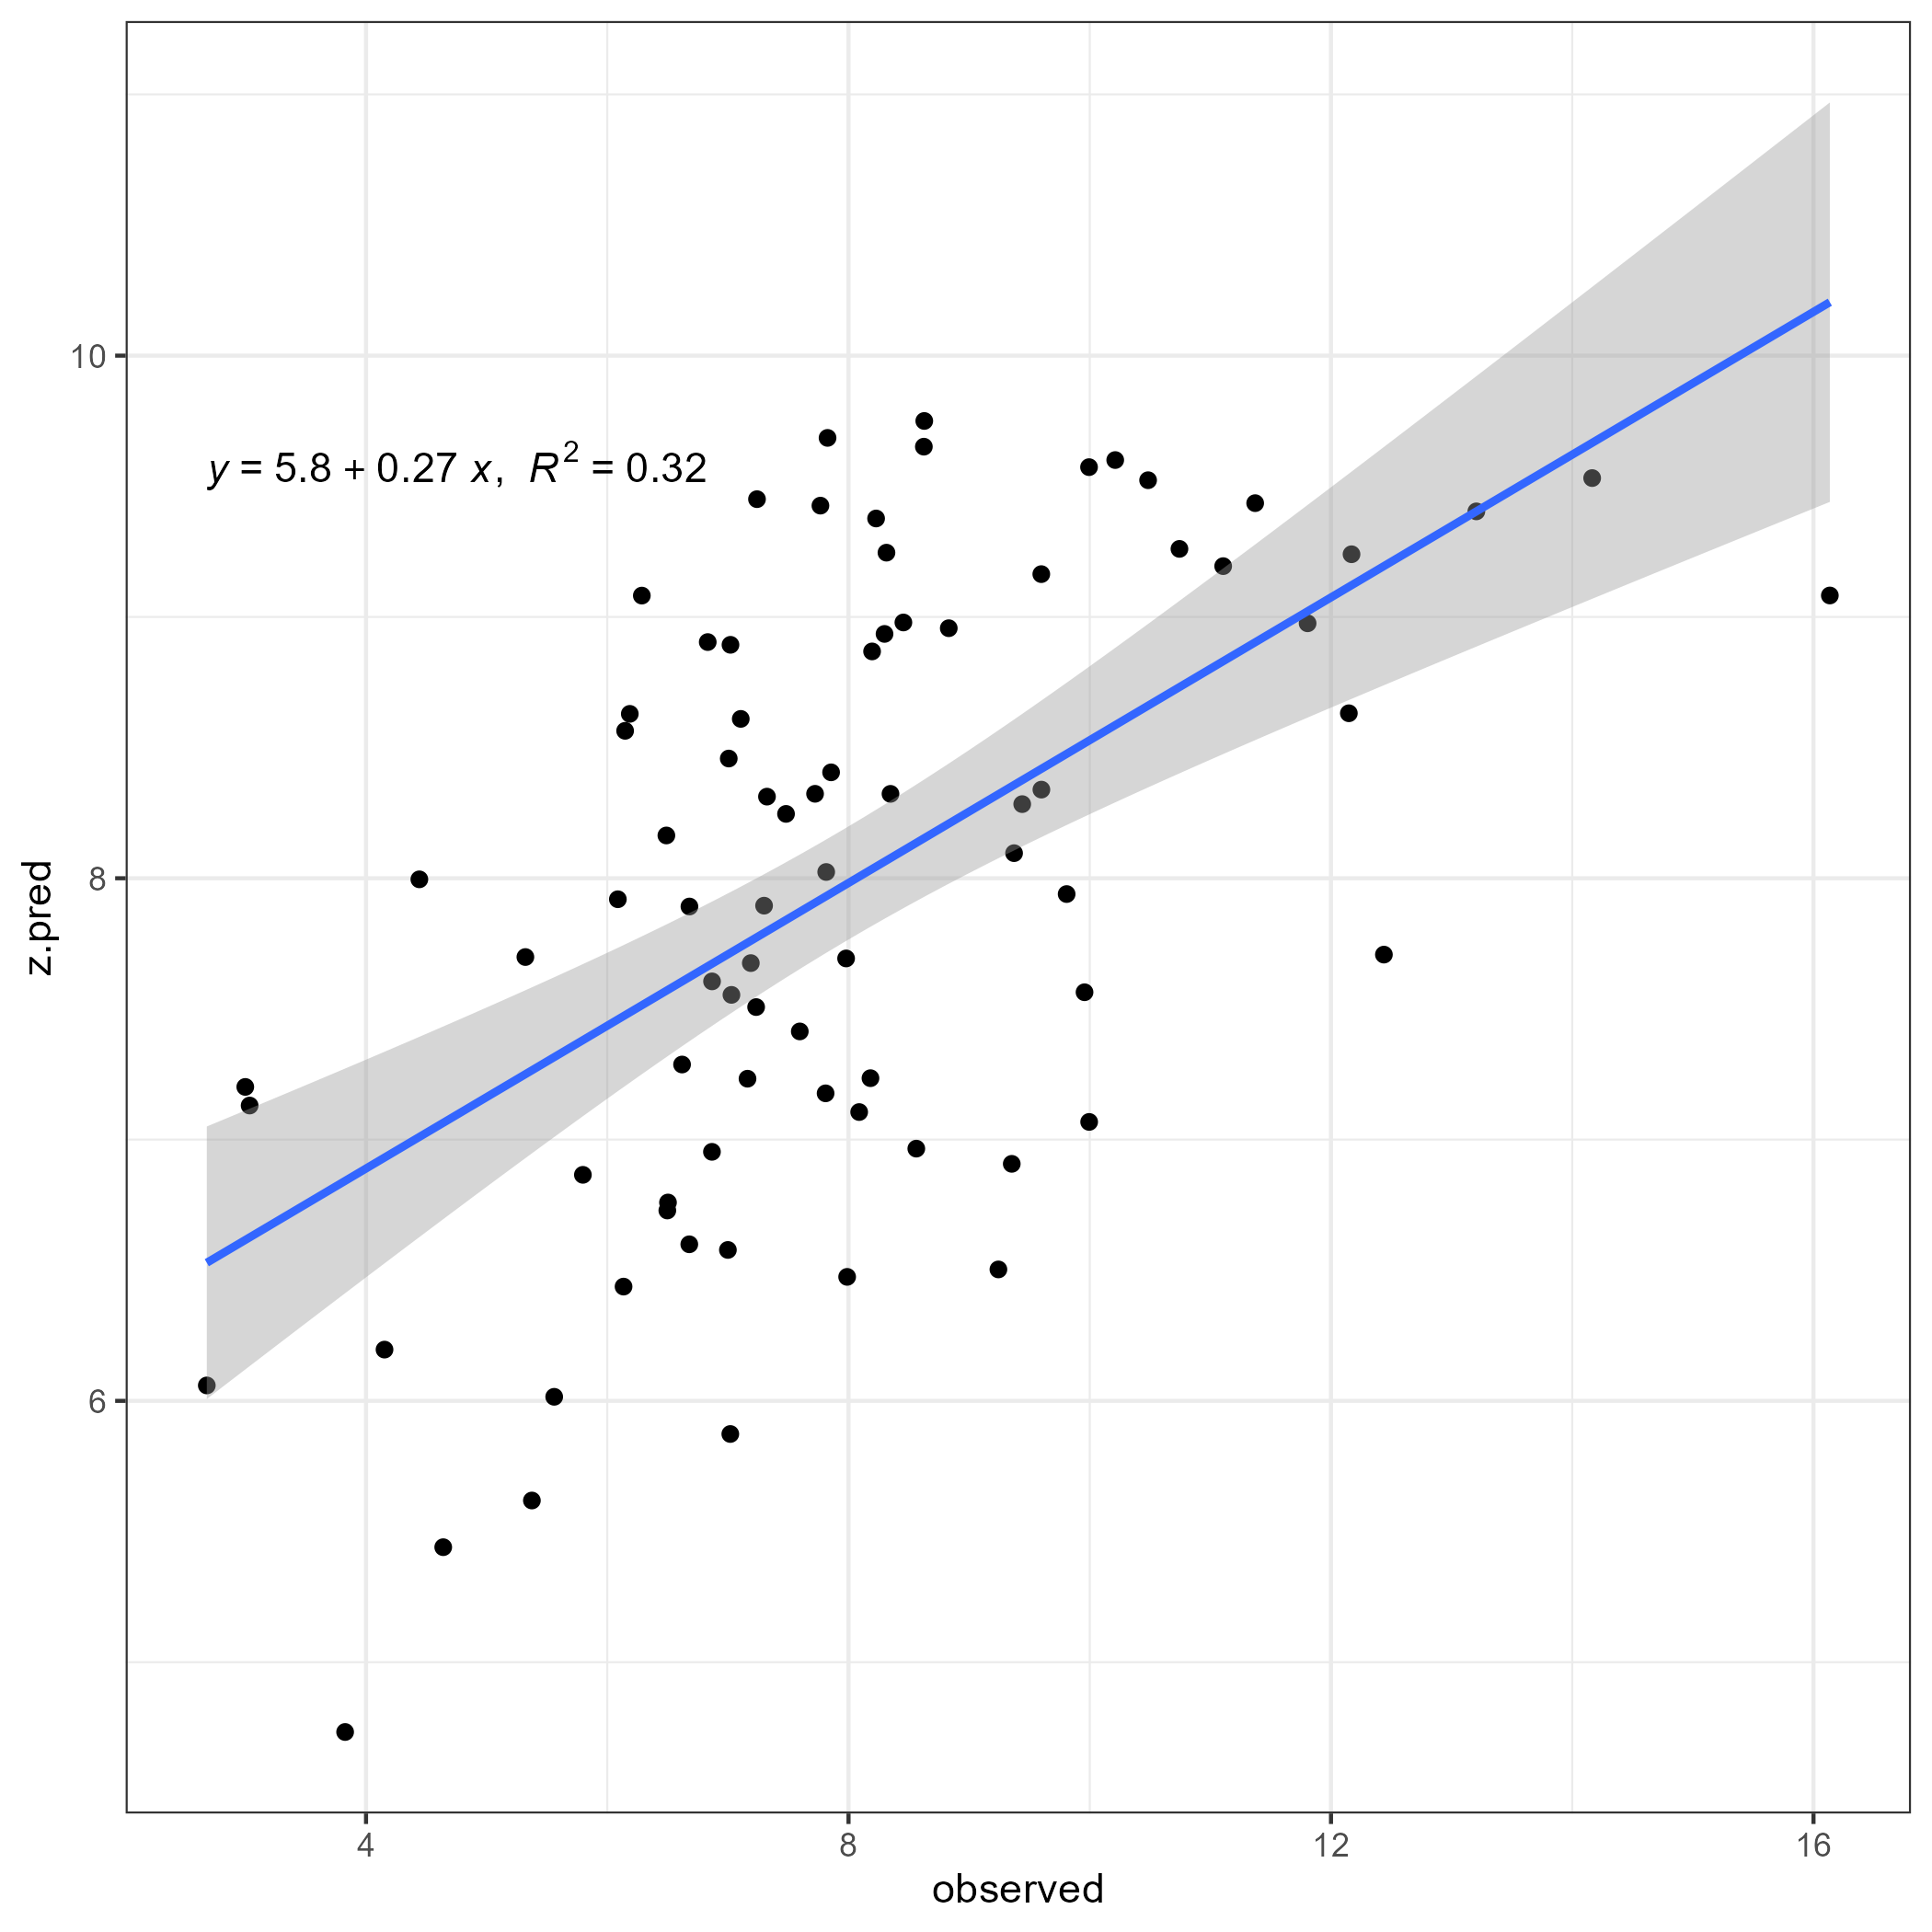 10
y = 5.8 + 0.27 x, R² = 0.32
8
z.pred
6
4 8 12 16
observed